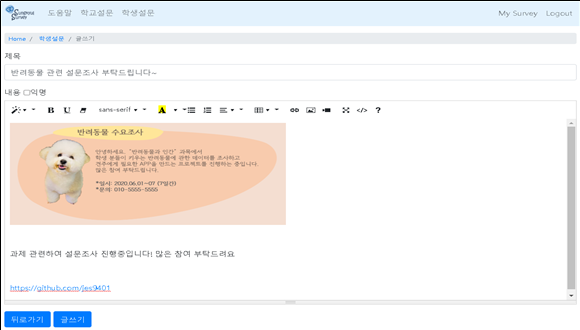 Survey
도움말 학교설문 학생설문
My Survey Logout
Home / 학생설문 / 글쓰기
제목
반려동물 관련 설문조사 부탁드립니다~
내용 익명
B U sans-serif A ?
반려동물 수요조사
안녕하세요, "반려동물과 인간" 과목에서
학생 분들이 키우는 반려동물에 관한 데이터를 조사하고
견주에게 필요한 APP을 만드는 프로젝트를 진행하는 중입니다.
많은 참여 부탁드립니다.
*일시: 2020.06.01~07 (7일간)
*문의: 010-5555-5555
과제 관련하여 설문조사 진행중입니다! 많은 참여 부탁드려요
https://github.com/jes9401
뒤로가기 글쓰기